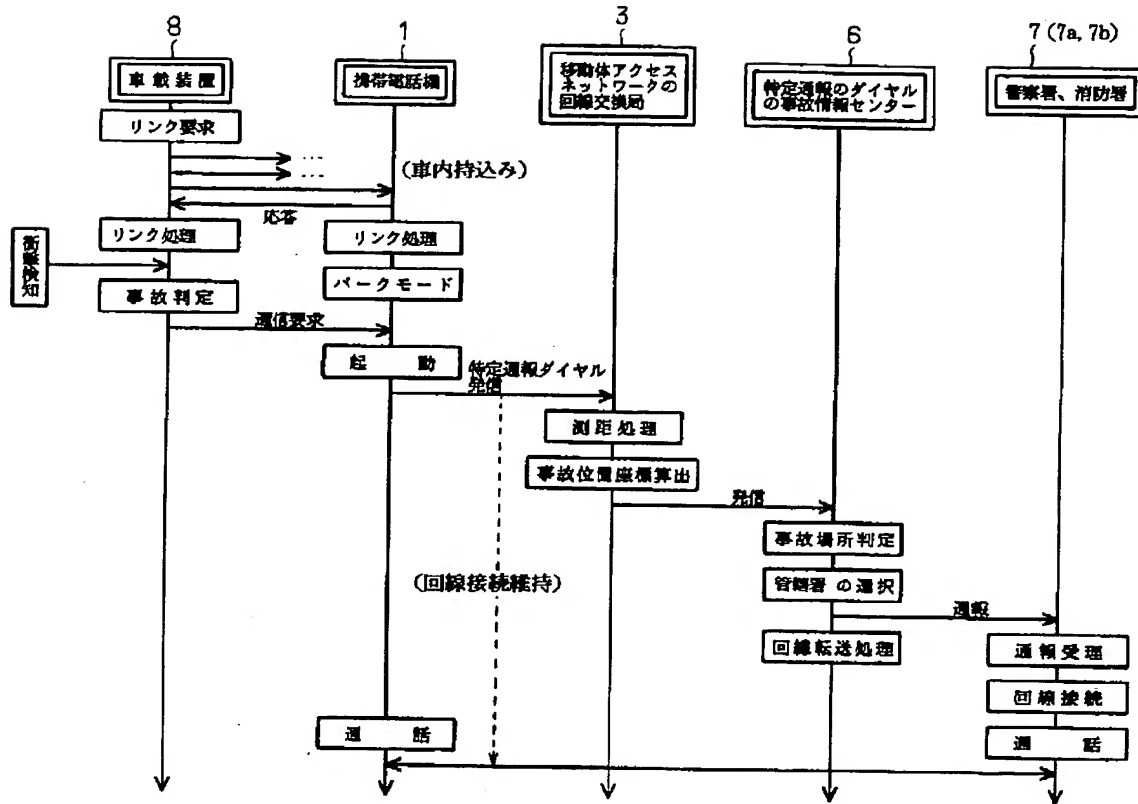 8
1
3
6
7 (7a, 7b)
車載装置
携帯電話機
移動体アクセス
ネットワークの
回線交換局
特定通報のダイヤル
の事故情報センター
警察署、消防署
リンク要求
...
...
(車内持込み)
応答
リンク処理
リンク処理
衝撃検知
パークモード
事故判定
通信要求
起動
特定通報ダイヤル
発信
測距処理
事故位置座標算出
発信
事故場所判定
(回線接続維持)
管轄署の選択
通報
回線転送処理
通報受理
回線接続
通話
通話